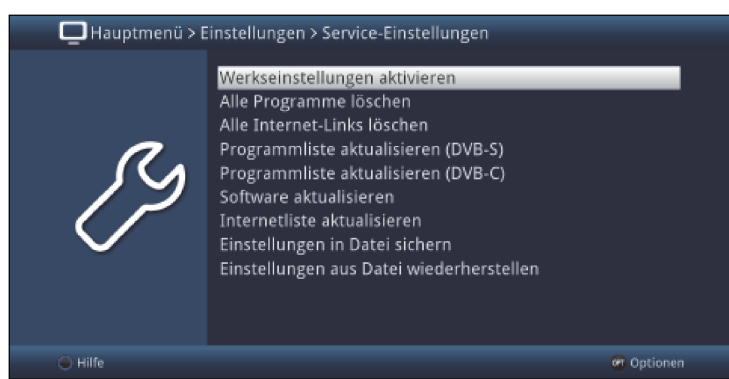 Hauptmenü > Einstellungen > Service-Einstellungen
Werkseinstellungen aktivieren
Alle Programme löschen
Alle Internet-Links löschen
Programmliste aktualisieren (DVB-S)
Programmliste aktualisieren (DVB-C)
Software aktualisieren
Internetliste aktualisieren
Einstellungen in Datei sichern
Einstellungen aus Datei wiederherstellen
Hilfe
OPT Optionen